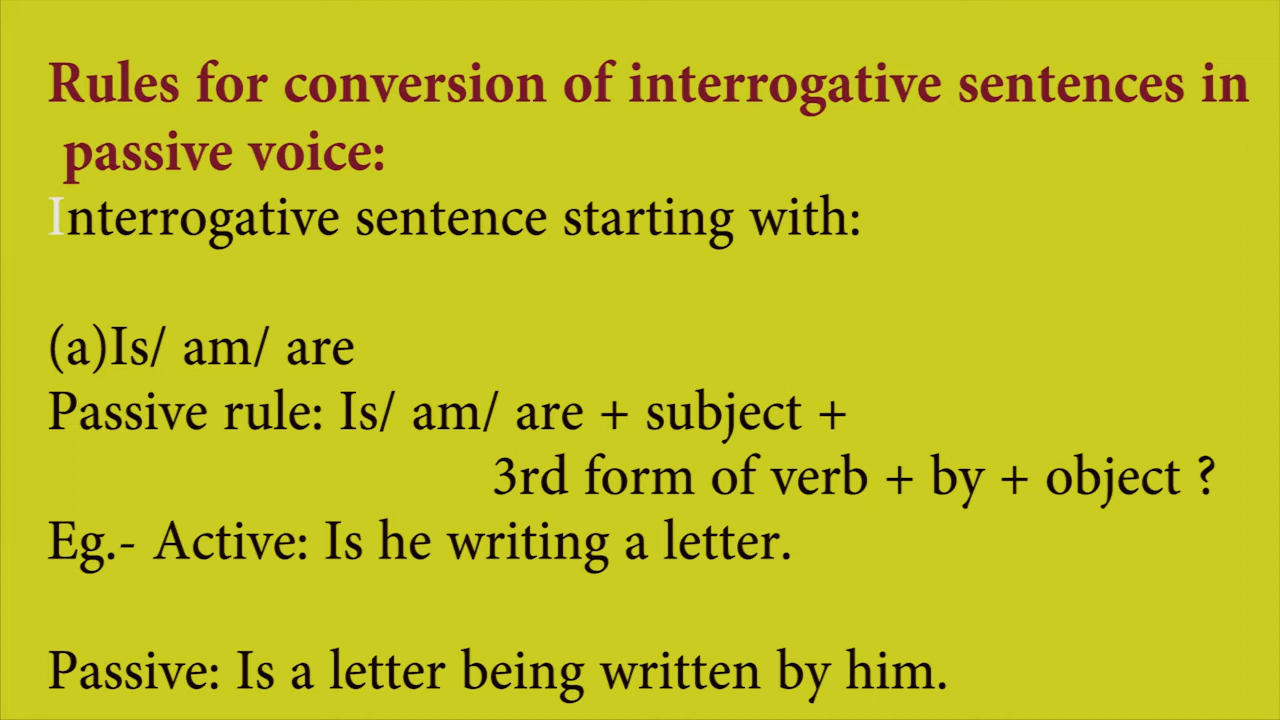 Rules for conversion of interrogative sentences in
passive voice:
Interrogative sentence starting with:
(a)Is/ am/ are
Passive rule: Is/ am/ are + subject +
3rd form of verb + by + object ?
Eg.- Active: Is he writing a letter.
Passive: Is a letter being written by him.